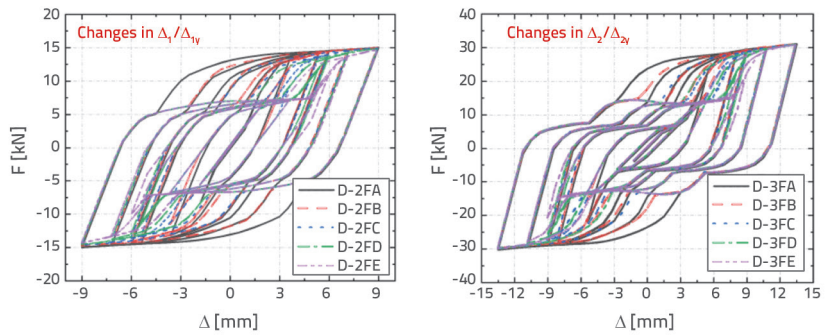 Changes in Δ₁/Δ₁ᵧ
F [kN]
20
15
10
5
0
-5
-10
-15
-20
D-2FA
D-2FB
D-2FC
D-2FD
D-2FE
-9
-6
-3
0
3
6
9
Δ [mm]
Changes in Δ₂/Δ₂ᵧ
F [kN]
40
30
20
10
0
-10
-20
-30
-40
D-3FA
D-3FB
D-3FC
D-3FD
D-3FE
-15
-12
-9
-6
-3
0
3
6
9
12
15
Δ [mm]